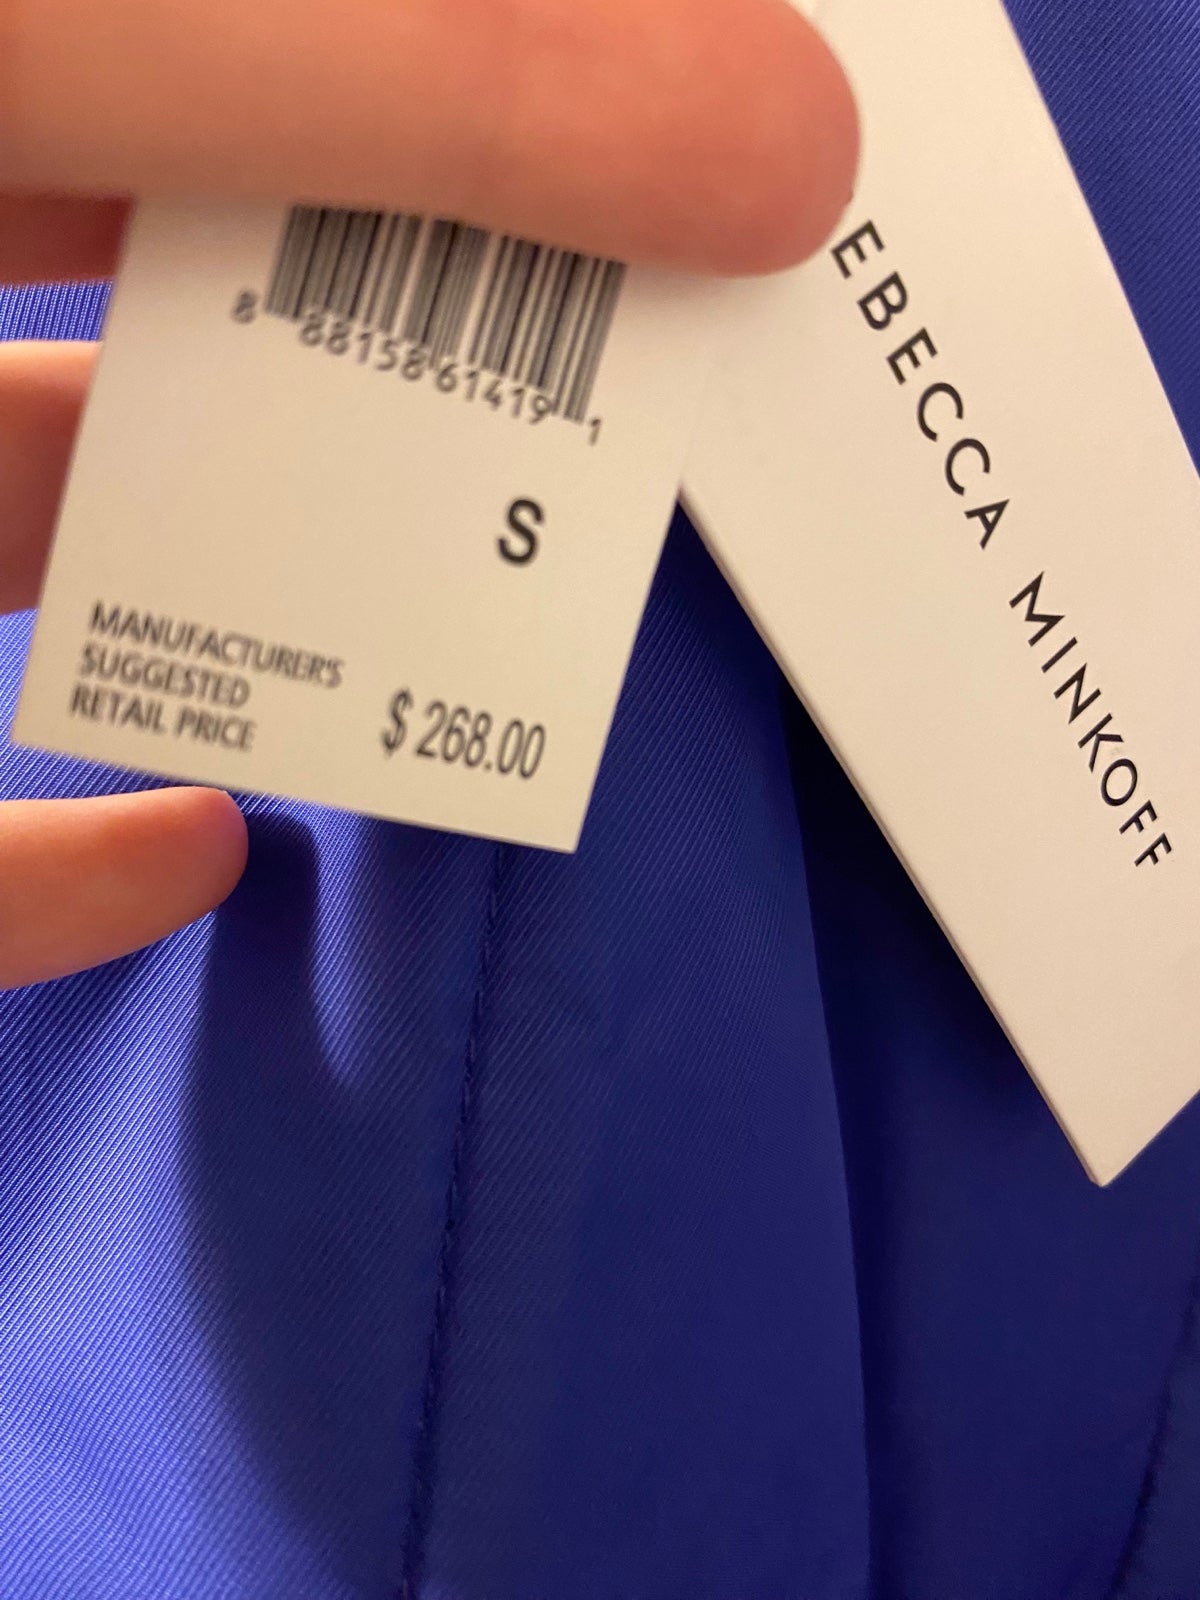 8 88158 61419 1
S
MANUFACTURER'S
SUGGESTED
RETAIL PRICE
$ 268.00
EBECCA MINKOFF